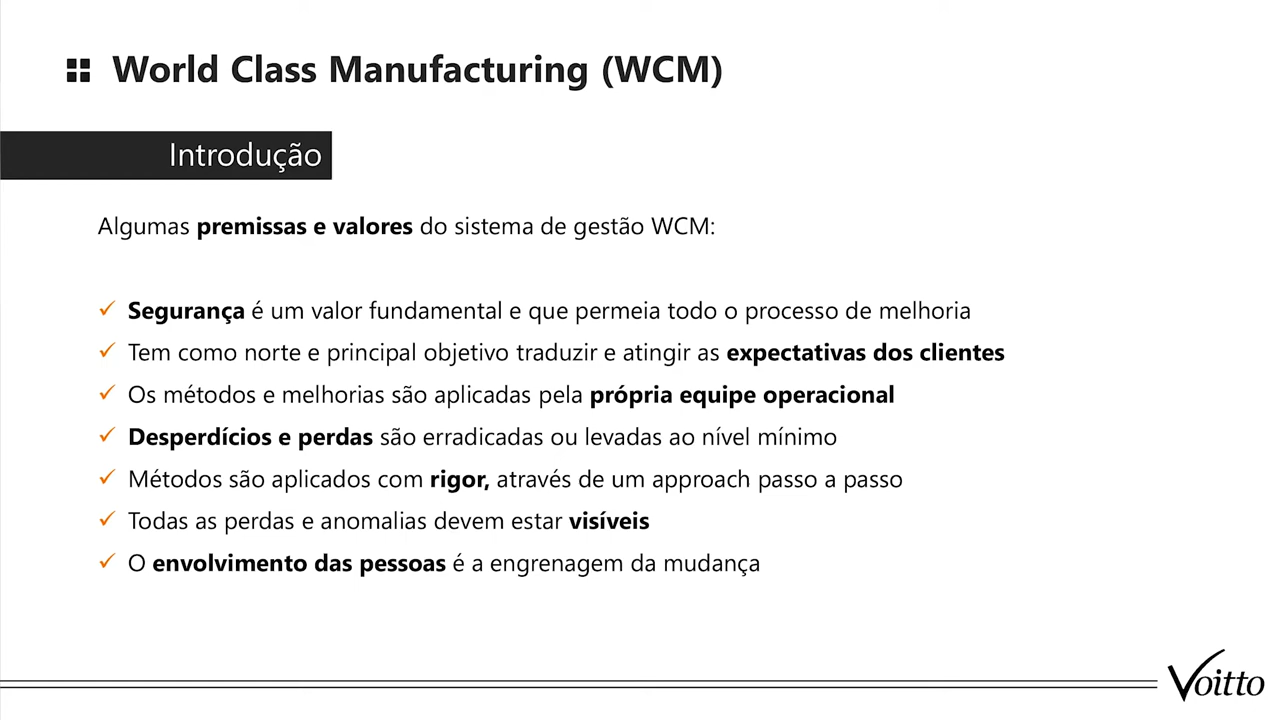 World Class Manufacturing (WCM)
Introdução
Algumas premissas e valores do sistema de gestão WCM:
✓ Segurança é um valor fundamental e que permeia todo o processo de melhoria
✓ Tem como norte e principal objetivo traduzir e atingir as expectativas dos clientes
✓ Os métodos e melhorias são aplicadas pela própria equipe operacional
✓ Desperdícios e perdas são erradicadas ou levadas ao nível mínimo
✓ Métodos são aplicados com rigor, através de um approach passo a passo
✓ Todas as perdas e anomalias devem estar visíveis
✓ O envolvimento das pessoas é a engrenagem da mudança
Voitto